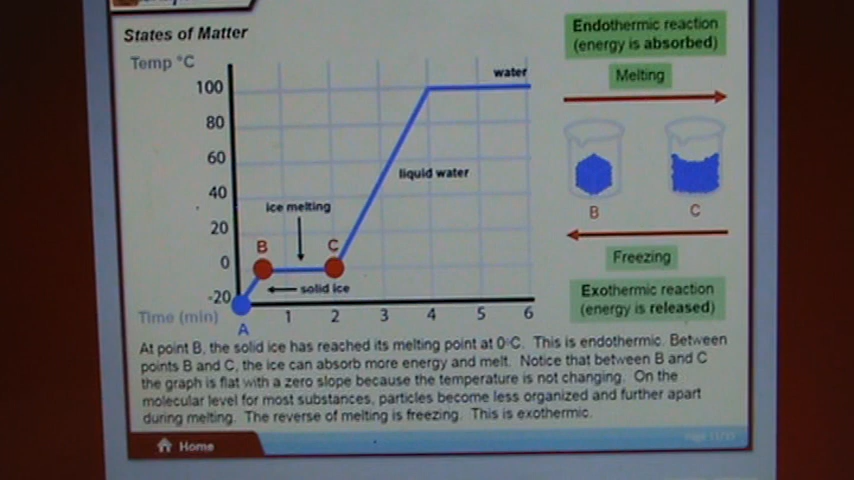 States of Matter
Temp °C
100
80
60
40
20
0
-20
water
liquid water
ice melting
B
C
solid ice
A
Time (min)
1 2 3 4 5 6
Endothermic reaction
(energy is absorbed)
Melting
B
C
Freezing
Exothermic reaction
(energy is released)
At point B, the solid ice has reached its melting point at 0°C. This is endothermic. Between
points B and C, the ice can absorb more energy and melt. Notice that between B and C
the graph is flat with a zero slope because the temperature is not changing. On the
molecular level for most substances, particles become less organized and further apart
during melting. The reverse of melting is freezing. This is exothermic.
Home